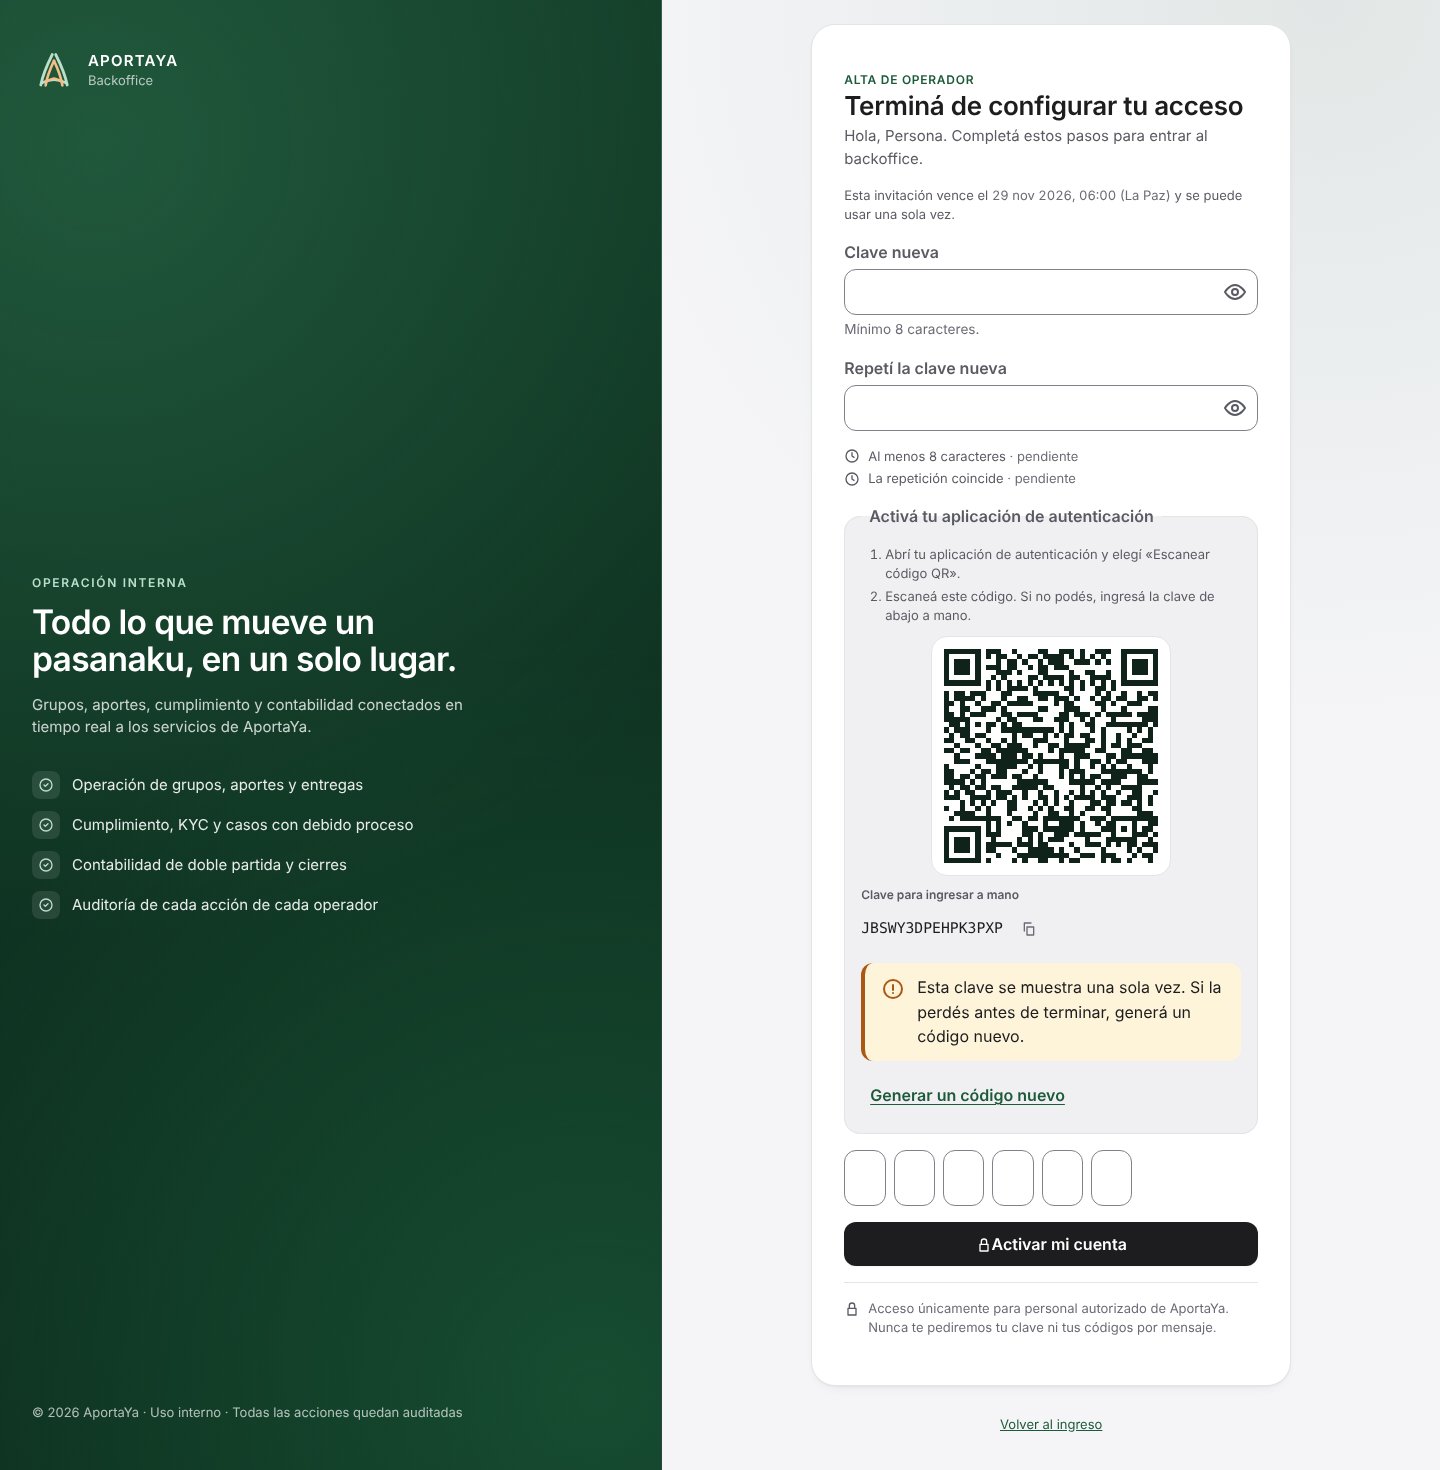 APORTAYA
Backoffice
OPERACIÓN INTERNA
Todo lo que mueve un
pasanaku, en un solo lugar.
Grupos, aportes, cumplimiento y contabilidad conectados en
tiempo real a los servicios de AportaYa.
Operación de grupos, aportes y entregas
Cumplimiento, KYC y casos con debido proceso
Contabilidad de doble partida y cierres
Auditoría de cada acción de cada operador
© 2026 AportaYa · Uso interno · Todas las acciones quedan auditadas
ALTA DE OPERADOR
Terminá de configurar tu acceso
Hola, Persona. Completá estos pasos para entrar al
backoffice.
Esta invitación vence el 29 nov 2026, 06:00 (La Paz) y se puede
usar una sola vez.
Clave nueva
Mínimo 8 caracteres.
Repetí la clave nueva
Al menos 8 caracteres · pendiente
La repetición coincide · pendiente
Activá tu aplicación de autenticación
1. Abrí tu aplicación de autenticación y elegí «Escanear
código QR».
2. Escaneá este código. Si no podés, ingresá la clave de
abajo a mano.
Clave para ingresar a mano
JBSWY3DPEHPK3PXP
Esta clave se muestra una sola vez. Si la
perdés antes de terminar, generá un
código nuevo.
Generar un código nuevo
Activar mi cuenta
Acceso únicamente para personal autorizado de AportaYa.
Nunca te pediremos tu clave ni tus códigos por mensaje.
Volver al ingreso